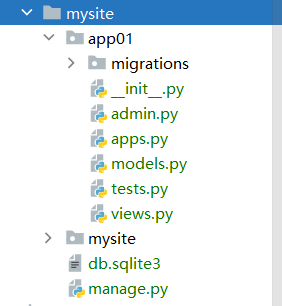 mysite
app01
migrations
__init__.py
admin.py
apps.py
models.py
tests.py
views.py
mysite
db.sqlite3
manage.py